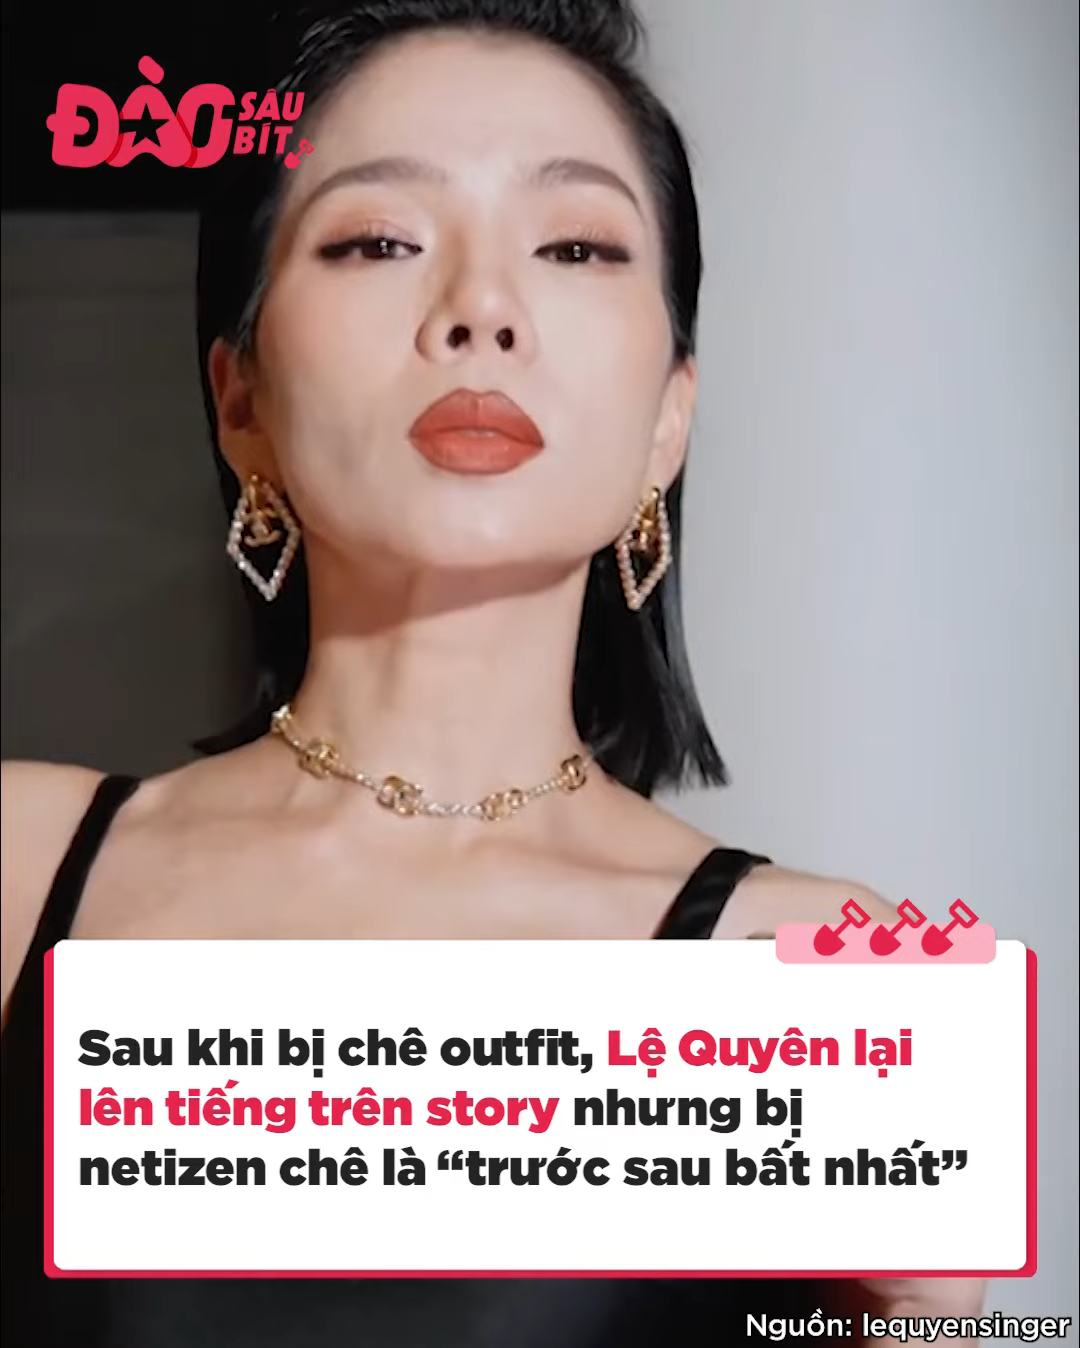 ĐÀO SÂU
BÍT
Sau khi bị chê outfit, Lệ Quyên lại
lên tiếng trên story nhưng bị
netizen chê là “trước sau bất nhất”
Nguồn: lequyensinger